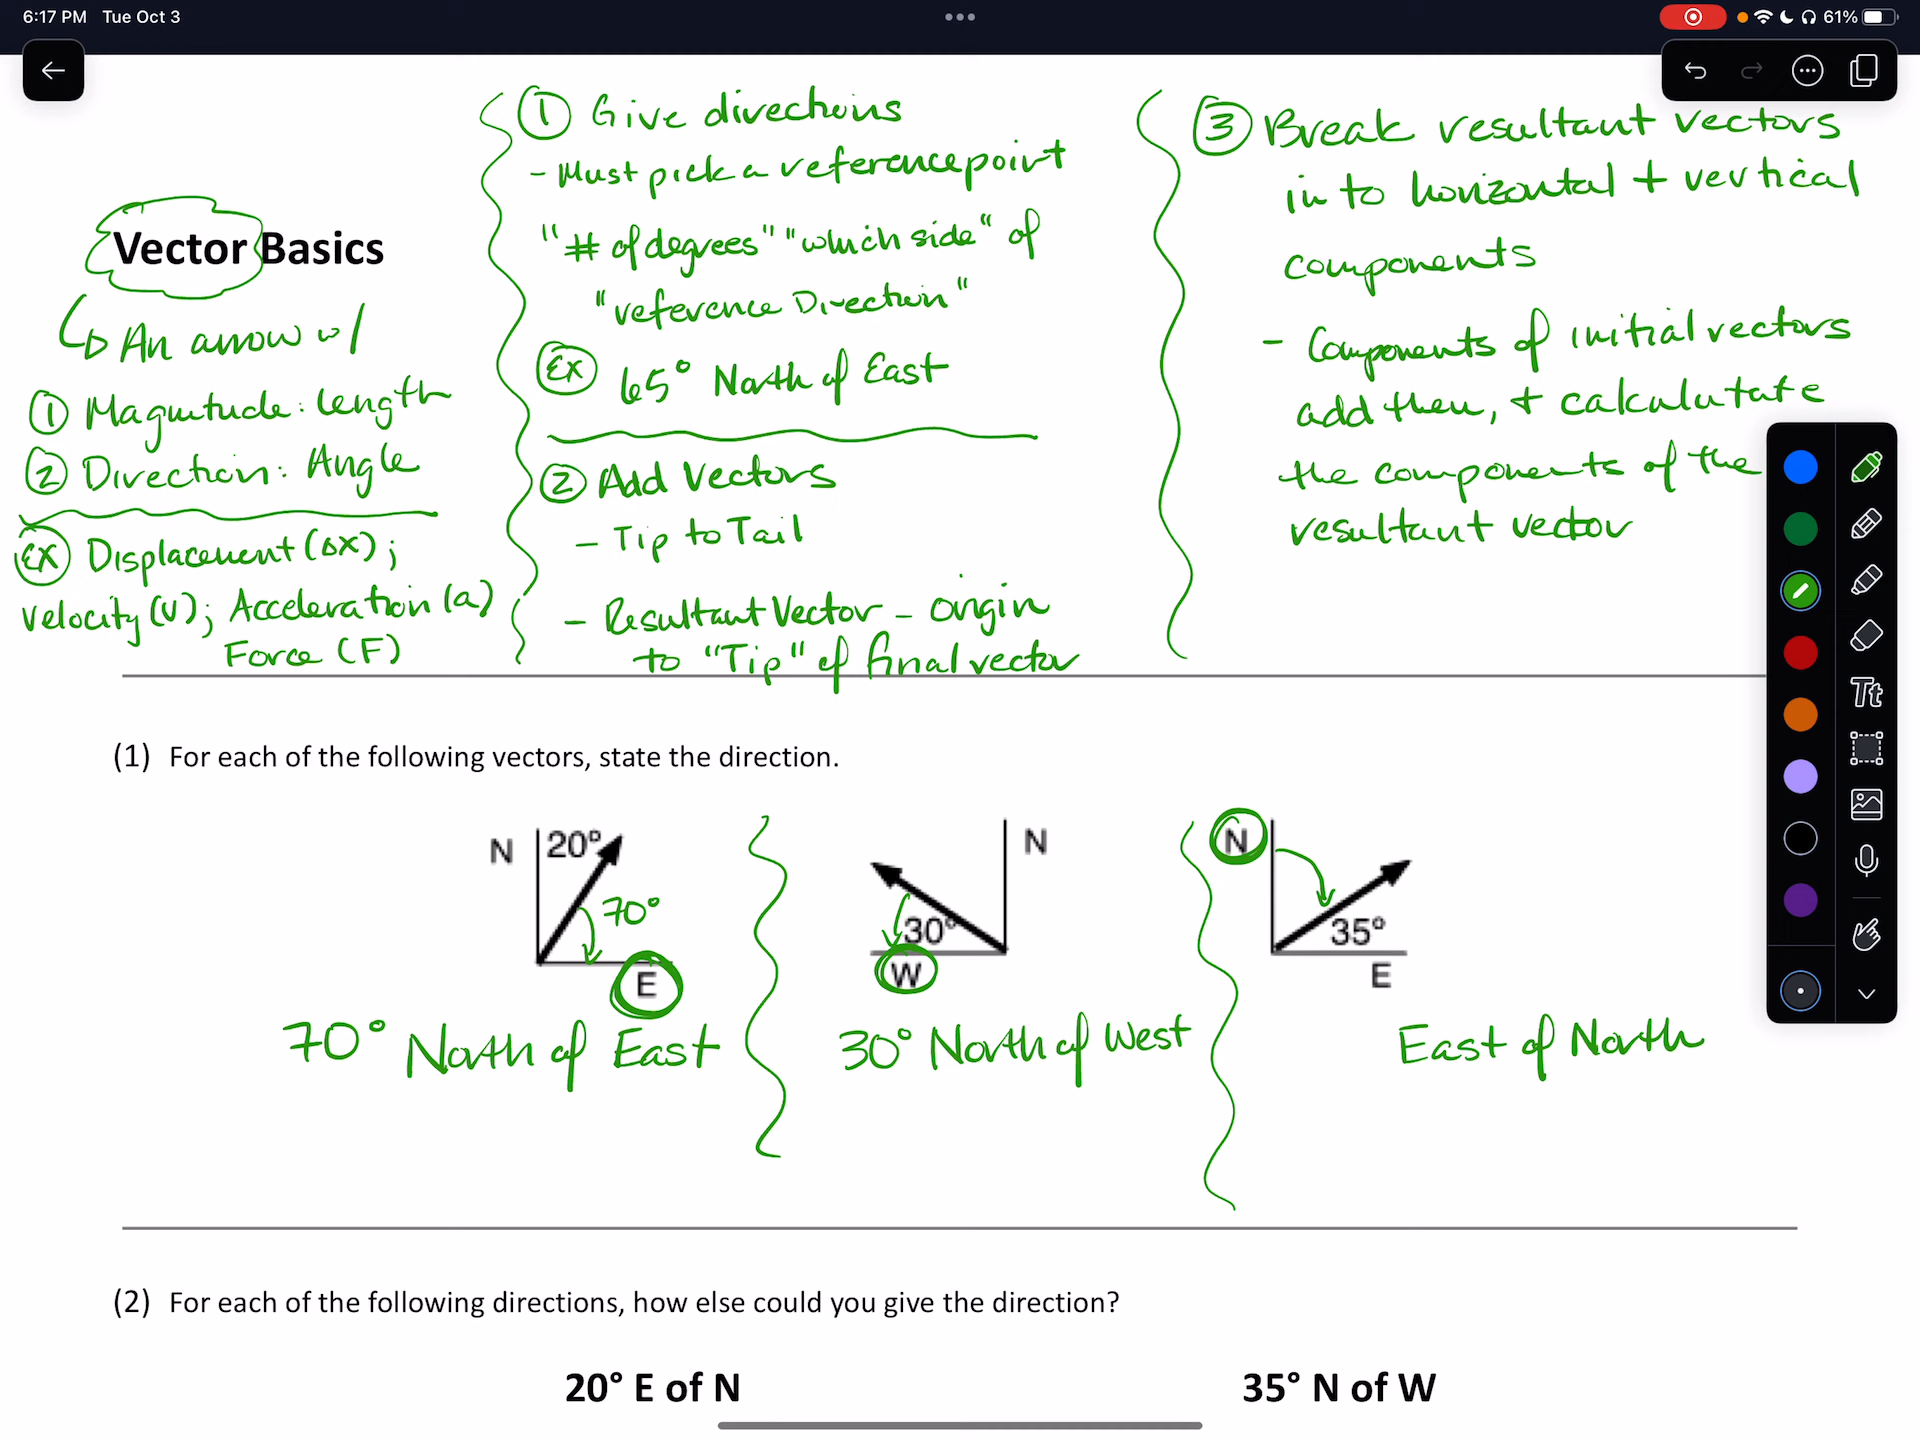 6:17 PM Tue Oct 3
61%
Vector Basics
An arrow w/
① Magnitude: length
② Direction: Angle
Ex Displacement (Δx);
Velocity (v); Acceleration (a)
Force (F)
① Give directions
- Must pick a reference point
"# of degrees" "which side" of
"reference Direction"
Ex 65° North of East
② Add Vectors
- Tip to Tail
- Resultant Vector - origin
to "Tip" of final vector
③ Break resultant vectors
in to horizontal + vertical
components
- Components of initial vectors
add then, + calculutate
the components of the
resultant vector
Tt
(1) For each of the following vectors, state the direction.
N 20°
70°
E
70° North of East
N
30°
W
30° North of West
N
35°
E
East of North
(2) For each of the following directions, how else could you give the direction?
20° E of N
35° N of W